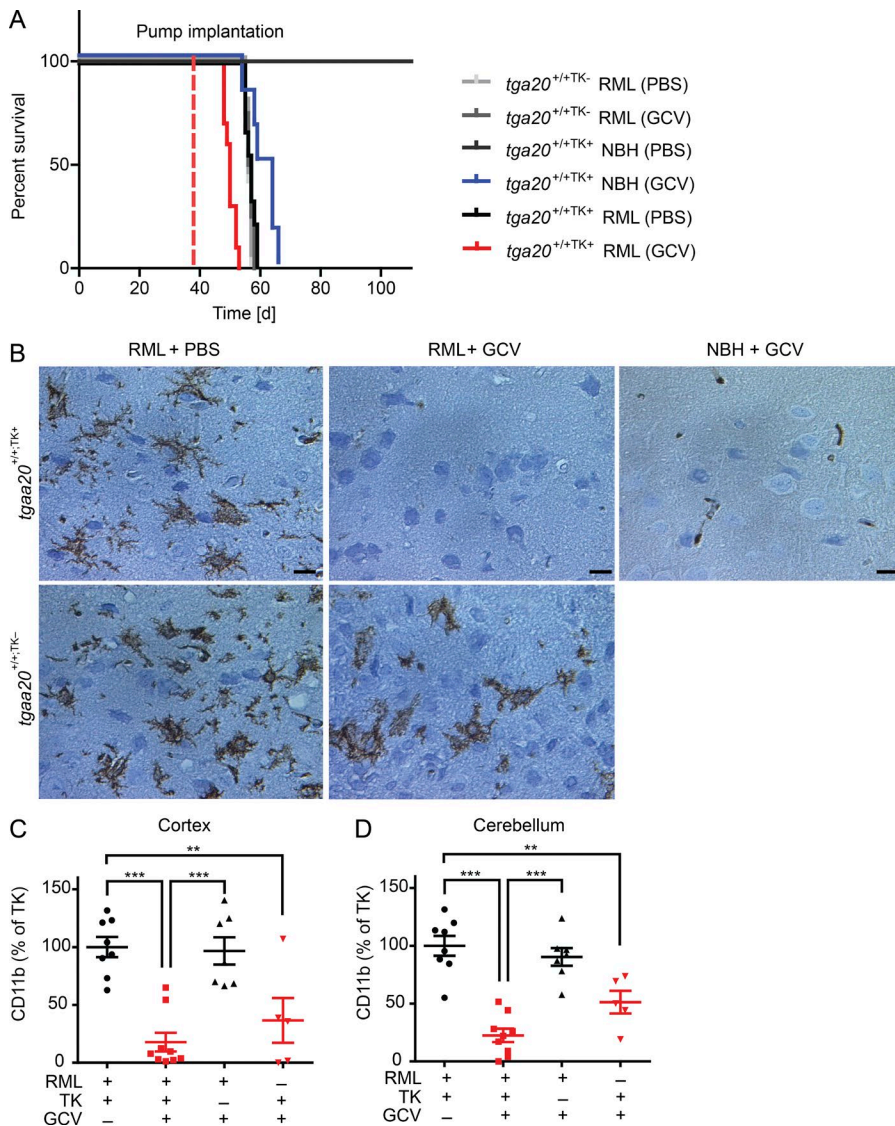 A
Pump implantation
Percent survival
100
50
0
0 20 40 60 80 100
Time [d]
tga20+/+TK- RML (PBS)
tga20+/+TK- RML (GCV)
tga20+/+TK+ NBH (PBS)
tga20+/+TK+ NBH (GCV)
tga20+/+TK+ RML (PBS)
tga20+/+TK+ RML (GCV)
B
RML + PBS RML+ GCV NBH + GCV
tgaa20+/+;TK+
tgaa20+/+;TK–
C
Cortex
**
*** ***
CD11b (% of TK)
150
100
50
0
RML + + + –
TK + + – +
GCV – + + +
D
Cerebellum
**
*** ***
CD11b (% of TK)
150
100
50
0
RML + + + –
TK + + – +
GCV – + + +